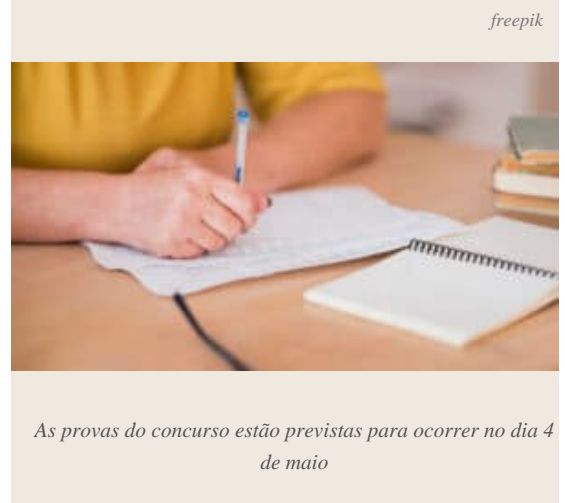 freepik
As provas do concurso estão previstas para ocorrer no dia 4
de maio